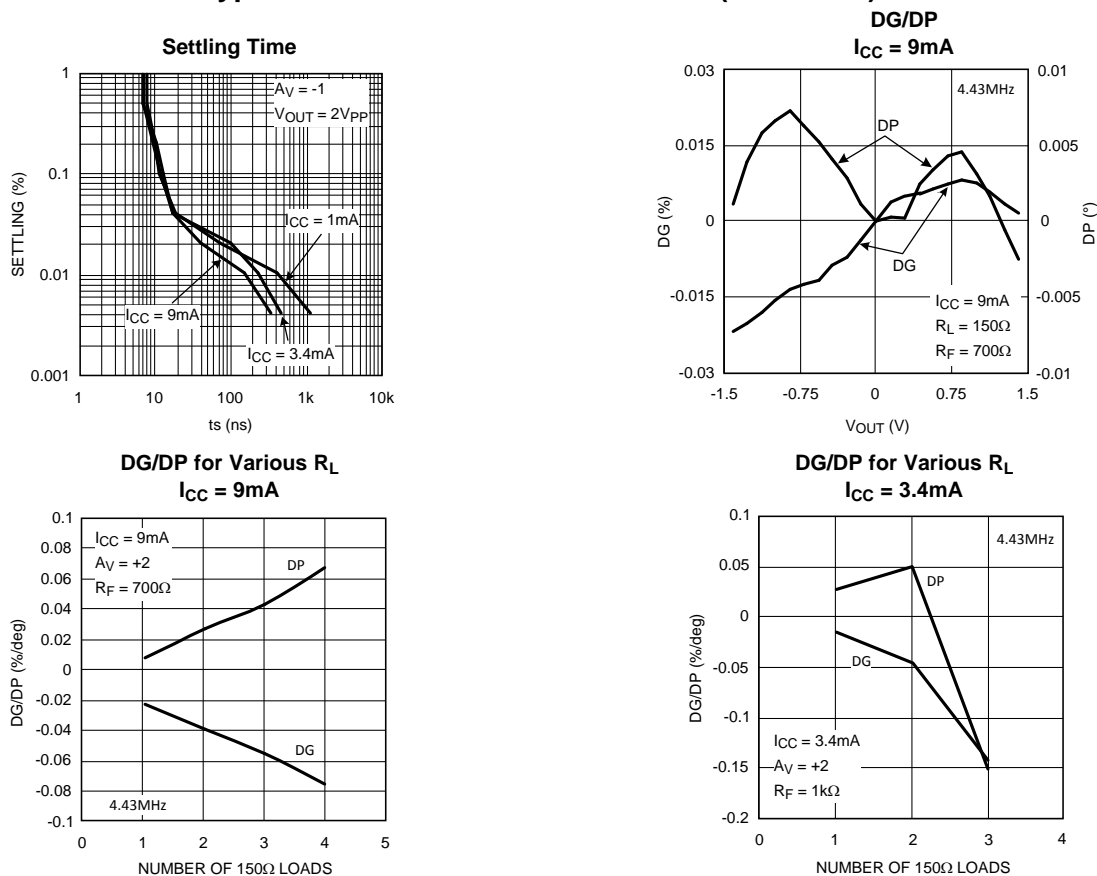 Settling Time
1
0.1
0.01
0.001
SETTLING (%)
AV = -1
VOUT = 2VPP
ICC = 1mA
ICC = 9mA
ICC = 3.4mA
1 10 100 1k 10k
ts (ns)
DG/DP
ICC = 9mA
0.03
0.015
0
-0.015
-0.03
DG (%)
4.43MHz
DP
DG
ICC = 9mA
RL = 150Ω
RF = 700Ω
0.01
0.005
0
-0.005
-0.01
DP (°)
-1.5 -0.75 0 0.75 1.5
VOUT (V)
DG/DP for Various RL
ICC = 9mA
0.1
0.08
0.06
0.04
0.02
0
-0.02
-0.04
-0.06
-0.08
-0.1
DG/DP (%/deg)
ICC = 9mA
AV = +2
RF = 700Ω
DP
DG
4.43MHz
0 1 2 3 4 5
NUMBER OF 150Ω LOADS
DG/DP for Various RL
ICC = 3.4mA
0.1
0.05
0
-0.05
-0.1
-0.15
-0.2
DG/DP (%/deg)
4.43MHz
DP
DG
ICC = 3.4mA
AV = +2
RF = 1kΩ
0 1 2 3 4
NUMBER OF 150Ω LOADS